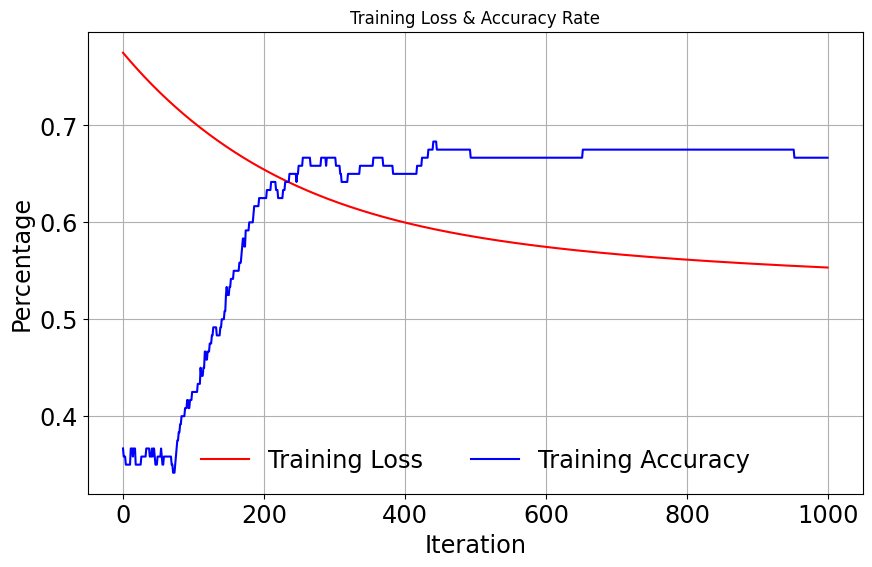 Training Loss & Accuracy Rate
Percentage
0.7
0.6
0.5
0.4
Training Loss
Training Accuracy
0
200
400
600
800
1000
Iteration